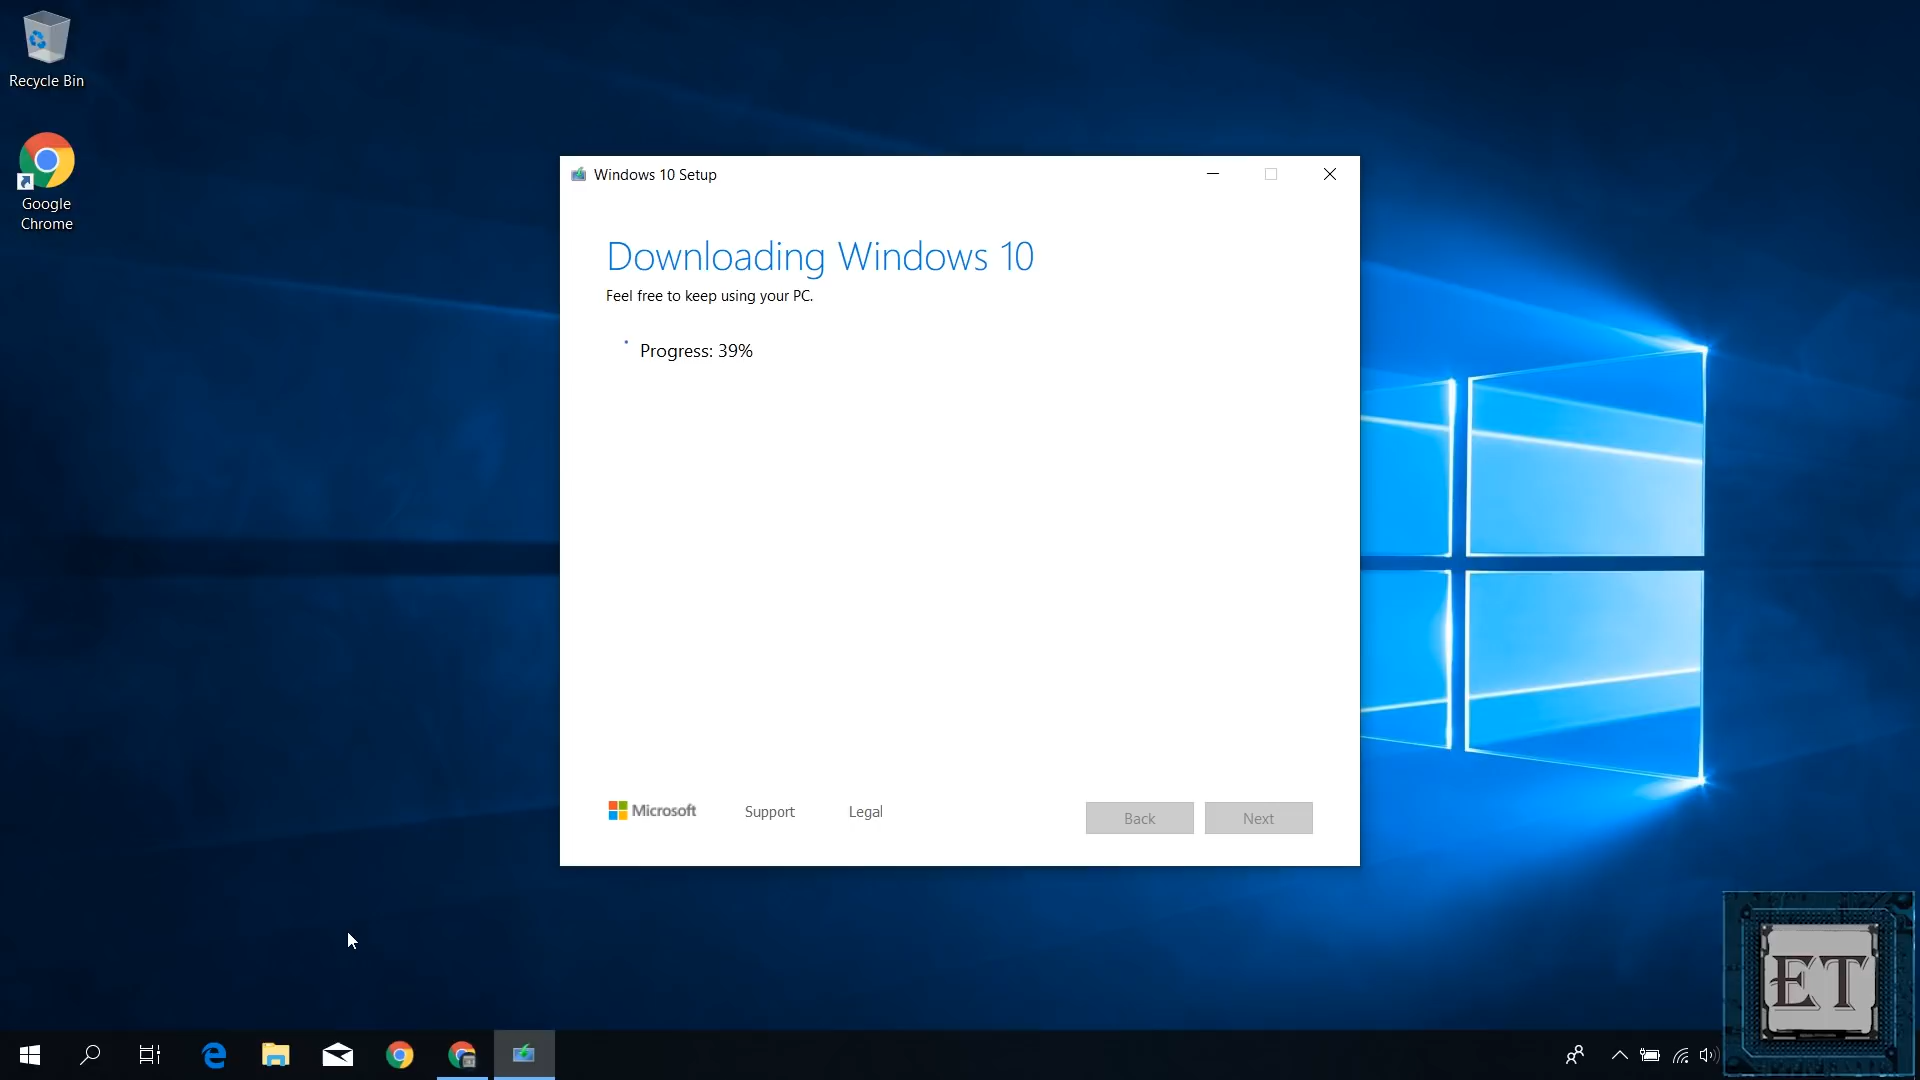 Recycle Bin
Google
Chrome
Windows 10 Setup
Downloading Windows 10
Feel free to keep using your PC.
Progress: 39%
Microsoft
Support
Legal
Back
Next
ET